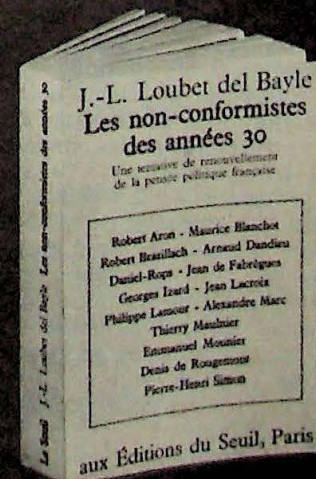 J.-L. Loubet del Bayle
Les non-conformistes
des années 30
Une tentative de renouvellement
de la pensée politique française
Robert Aron - Maurice Blanchot
Robert Brasillach - Arnaud Dandieu
Daniel-Rops - Jean de Fabrègues
Georges Izard - Jean Lacroix
Philippe Lamour - Alexandre Marc
Thierry Maulnier
Emmanuel Mounier
Denis de Rougemont
Pierre-Henri Simon
aux Éditions du Seuil, Paris
Le Seuil J.-L. Loubet del Bayle Les non-conformistes des années 30